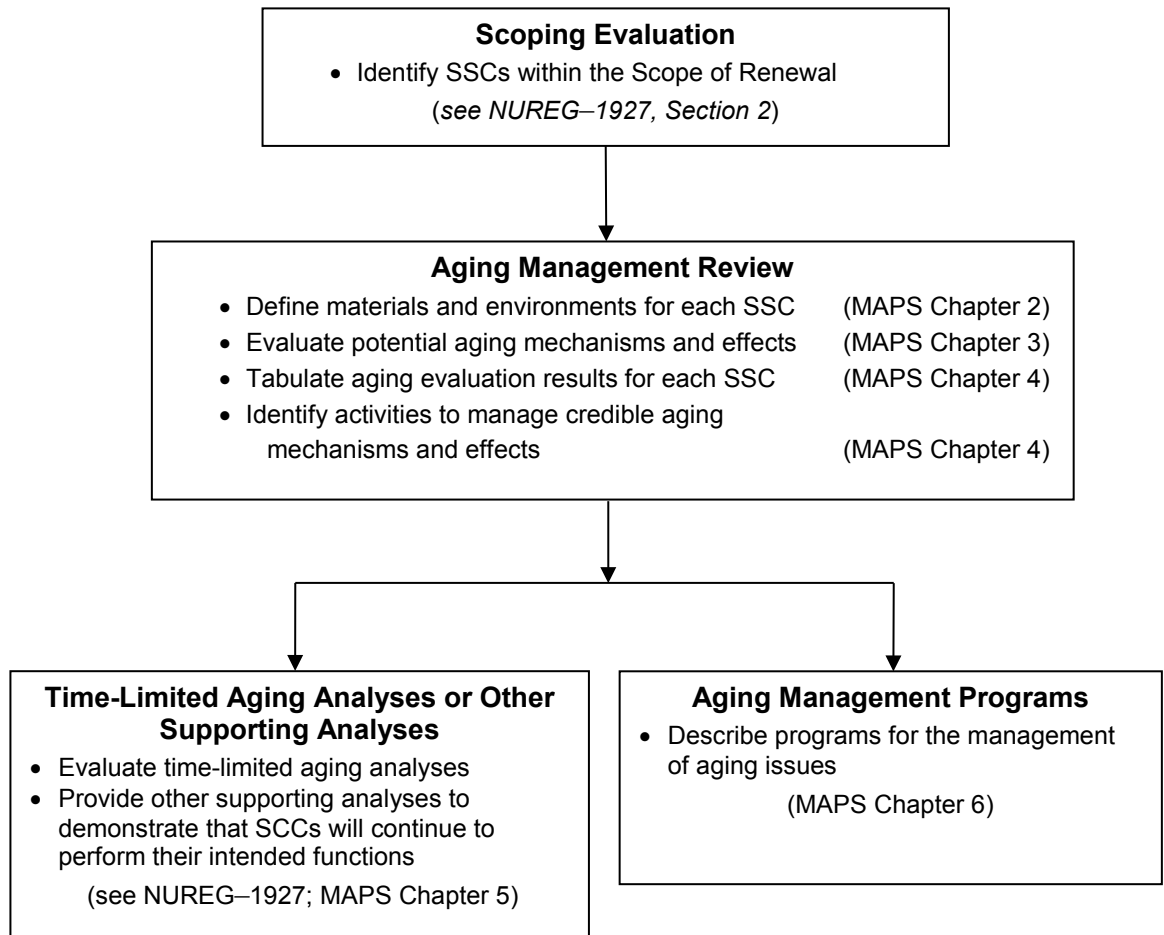 Scoping Evaluation
• Identify SSCs within the Scope of Renewal
(see NUREG–1927, Section 2)
Aging Management Review
• Define materials and environments for each SSC (MAPS Chapter 2)
• Evaluate potential aging mechanisms and effects (MAPS Chapter 3)
• Tabulate aging evaluation results for each SSC (MAPS Chapter 4)
• Identify activities to manage credible aging
mechanisms and effects (MAPS Chapter 4)
Time-Limited Aging Analyses or Other
Supporting Analyses
• Evaluate time-limited aging analyses
• Provide other supporting analyses to
demonstrate that SCCs will continue to
perform their intended functions
(see NUREG–1927; MAPS Chapter 5)
Aging Management Programs
• Describe programs for the management
of aging issues
(MAPS Chapter 6)